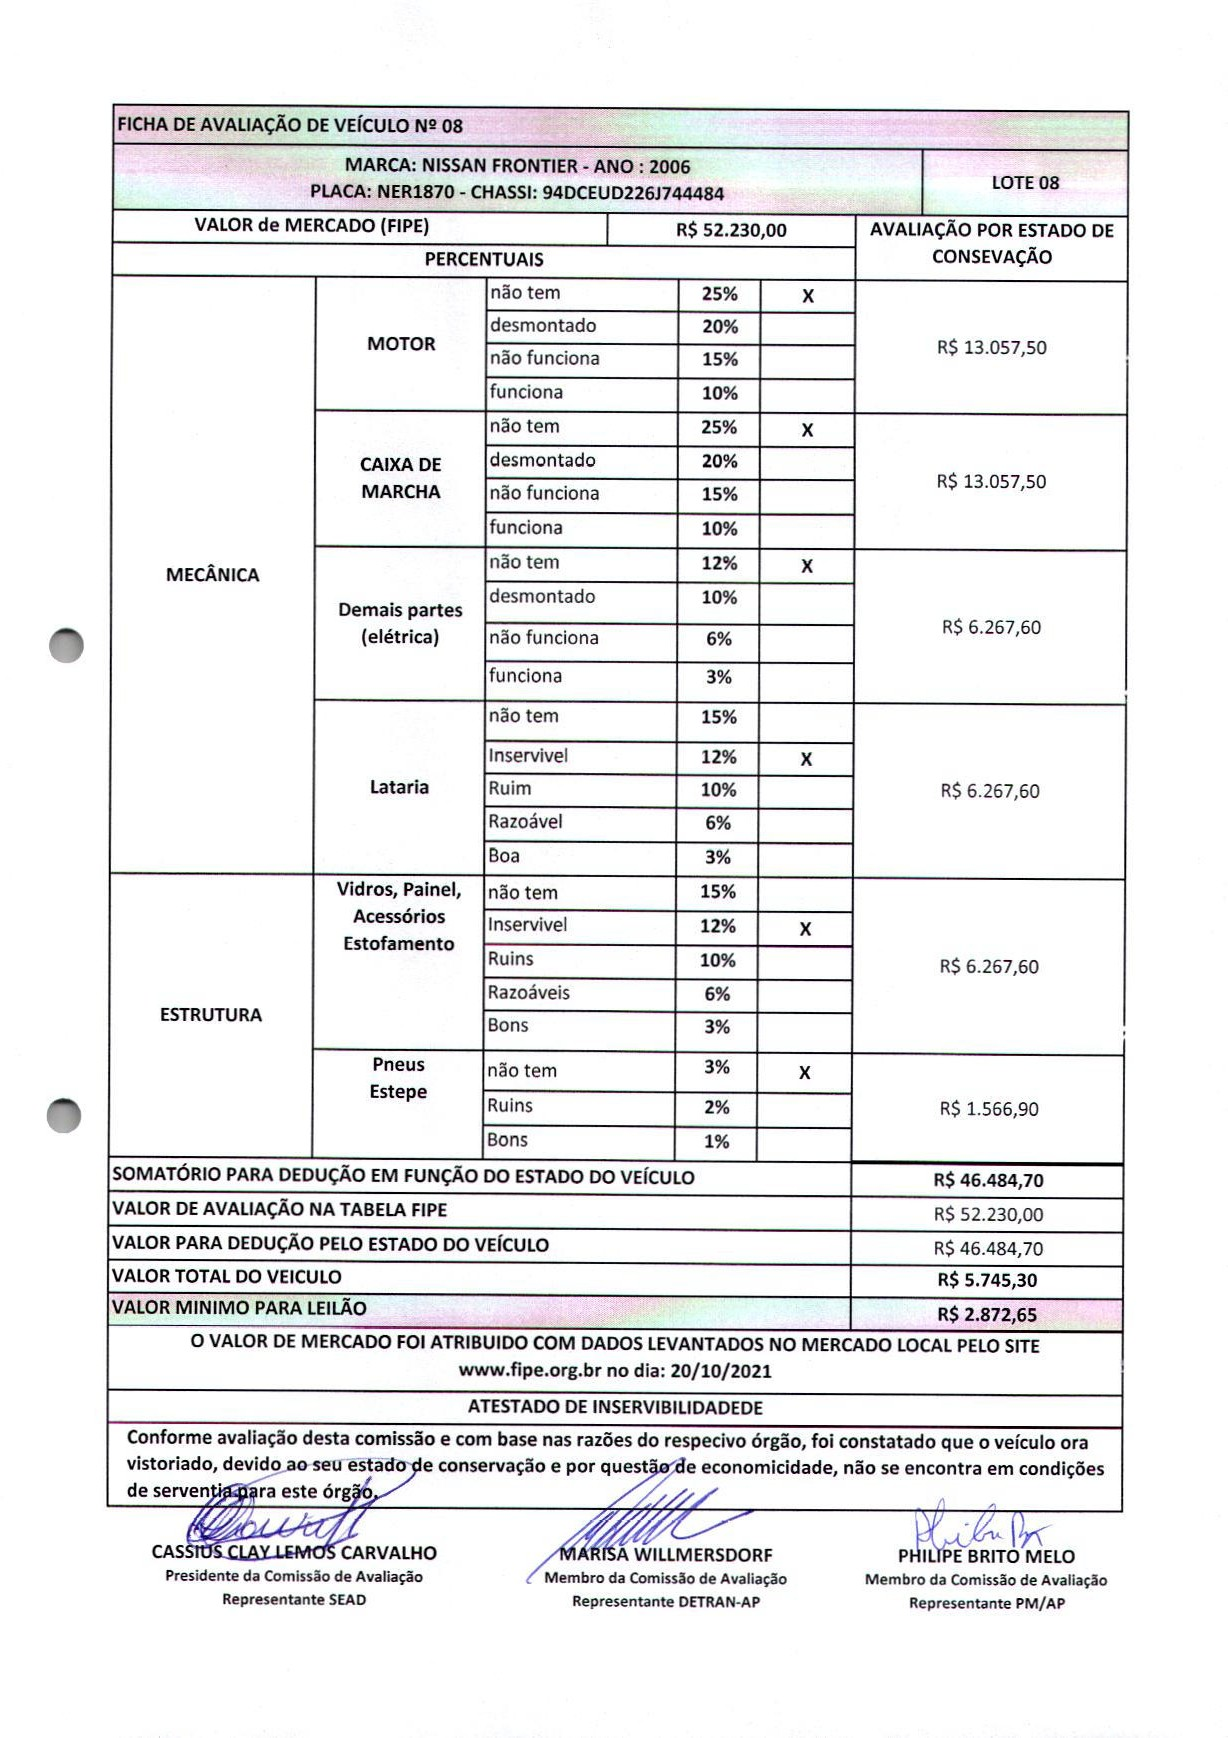 FICHA DE AVALIAÇÃO DE VEÍCULO Nº 08
MARCA: NISSAN FRONTIER - ANO : 2006
PLACA: NER1870 - CHASSI: 94DCEUD226J744484
LOTE 08
VALOR de MERCADO (FIPE)
R$ 52.230,00
AVALIAÇÃO POR ESTADO DE
CONSEVAÇÃO
PERCENTUAIS
MECÂNICA
MOTOR
não tem 25% X
desmontado 20%
não funciona 15%
funciona 10%
R$ 13.057,50
CAIXA DE
MARCHA
não tem 25% X
desmontado 20%
não funciona 15%
funciona 10%
R$ 13.057,50
Demais partes
(elétrica)
não tem 12% X
desmontado 10%
não funciona 6%
funciona 3%
R$ 6.267,60
Lataria
não tem 15%
Inservivel 12% X
Ruim 10%
Razoável 6%
Boa 3%
R$ 6.267,60
ESTRUTURA
Vidros, Painel,
Acessórios
Estofamento
não tem 15%
Inservivel 12% X
Ruins 10%
Razoáveis 6%
Bons 3%
R$ 6.267,60
Pneus
Estepe
não tem 3% X
Ruins 2%
Bons 1%
R$ 1.566,90
SOMATÓRIO PARA DEDUÇÃO EM FUNÇÃO DO ESTADO DO VEÍCULO R$ 46.484,70
VALOR DE AVALIAÇÃO NA TABELA FIPE R$ 52.230,00
VALOR PARA DEDUÇÃO PELO ESTADO DO VEÍCULO R$ 46.484,70
VALOR TOTAL DO VEICULO R$ 5.745,30
VALOR MINIMO PARA LEILÃO R$ 2.872,65
O VALOR DE MERCADO FOI ATRIBUIDO COM DADOS LEVANTADOS NO MERCADO LOCAL PELO SITE
www.fipe.org.br no dia: 20/10/2021
ATESTADO DE INSERVIBILIDADEDE
Conforme avaliação desta comissão e com base nas razões do respecivo órgão, foi constatado que o veículo ora
vistoriado, devido ao seu estado de conservação e por questão de economicidade, não se encontra em condições
de serventia para este órgão.
CASSIUS CLAY LEMOS CARVALHO
Presidente da Comissão de Avaliação
Representante SEAD
MARISA WILLMERSDORF
Membro da Comissão de Avaliação
Representante DETRAN-AP
PHILIPE BRITO MELO
Membro da Comissão de Avaliação
Representante PM/AP